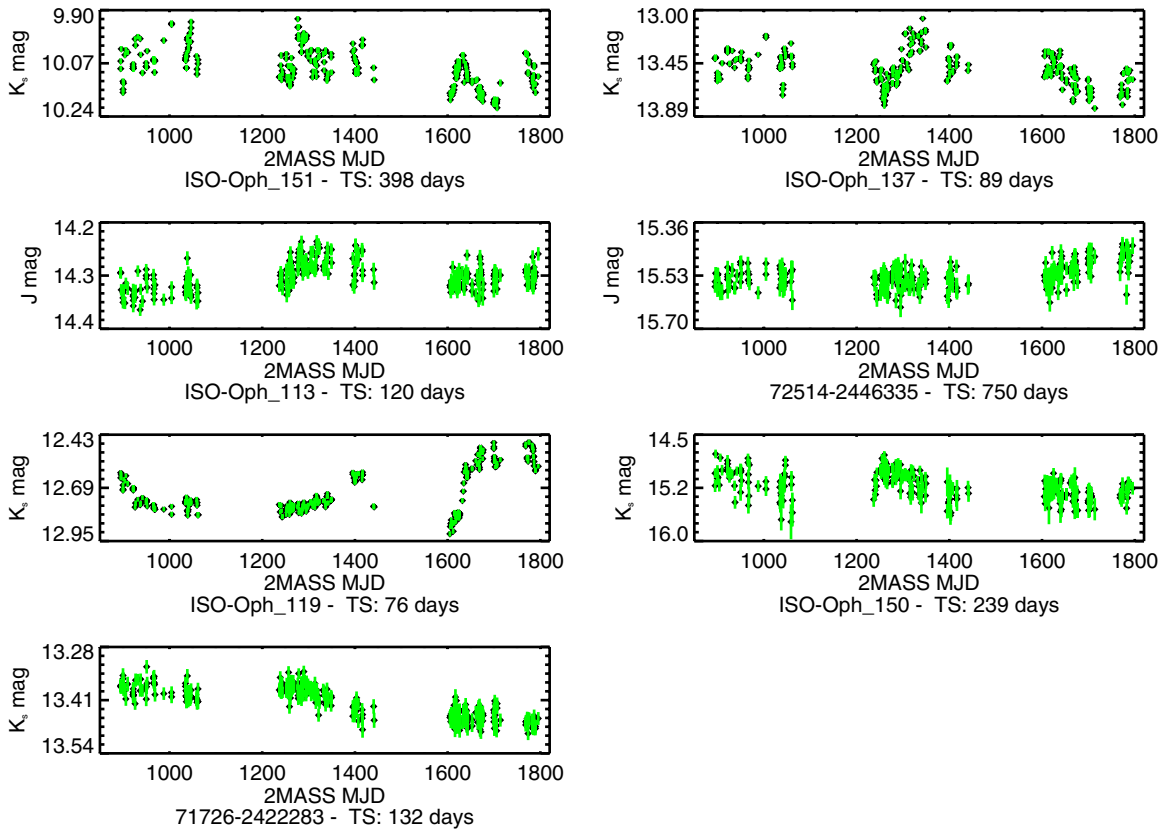 9.90
10.07
10.24
K_s mag
1000 1200 1400 1600 1800
2MASS MJD
ISO-Oph_151 - TS: 398 days
13.00
13.45
13.89
K_s mag
1000 1200 1400 1600 1800
2MASS MJD
ISO-Oph_137 - TS: 89 days
14.2
14.3
14.4
J mag
1000 1200 1400 1600 1800
2MASS MJD
ISO-Oph_113 - TS: 120 days
15.36
15.53
15.70
J mag
1000 1200 1400 1600 1800
2MASS MJD
72514-2446335 - TS: 750 days
12.43
12.69
12.95
K_s mag
1000 1200 1400 1600 1800
2MASS MJD
ISO-Oph_119 - TS: 76 days
14.5
15.2
16.0
K_s mag
1000 1200 1400 1600 1800
2MASS MJD
ISO-Oph_150 - TS: 239 days
13.28
13.41
13.54
K_s mag
1000 1200 1400 1600 1800
2MASS MJD
71726-2422283 - TS: 132 days